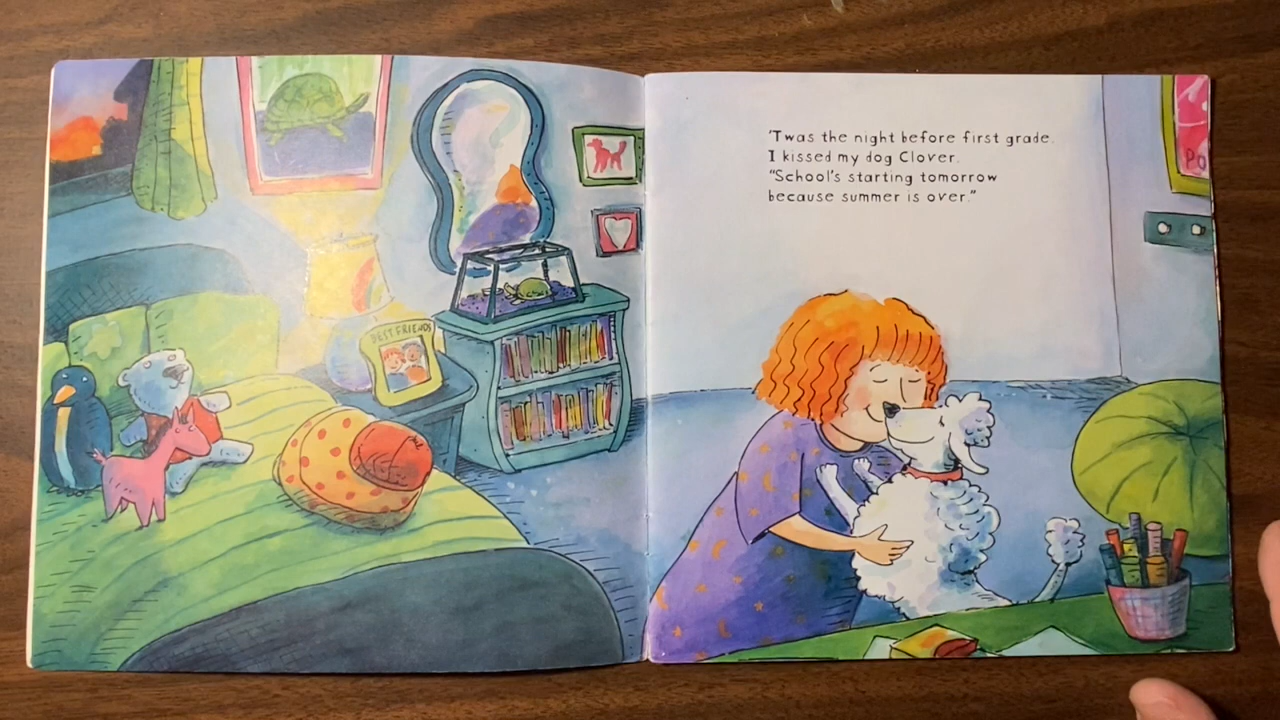 BEST FRIENDS
'Twas the night before first grade.
I kissed my dog Clover.
"School's starting tomorrow
because summer is over."
PO